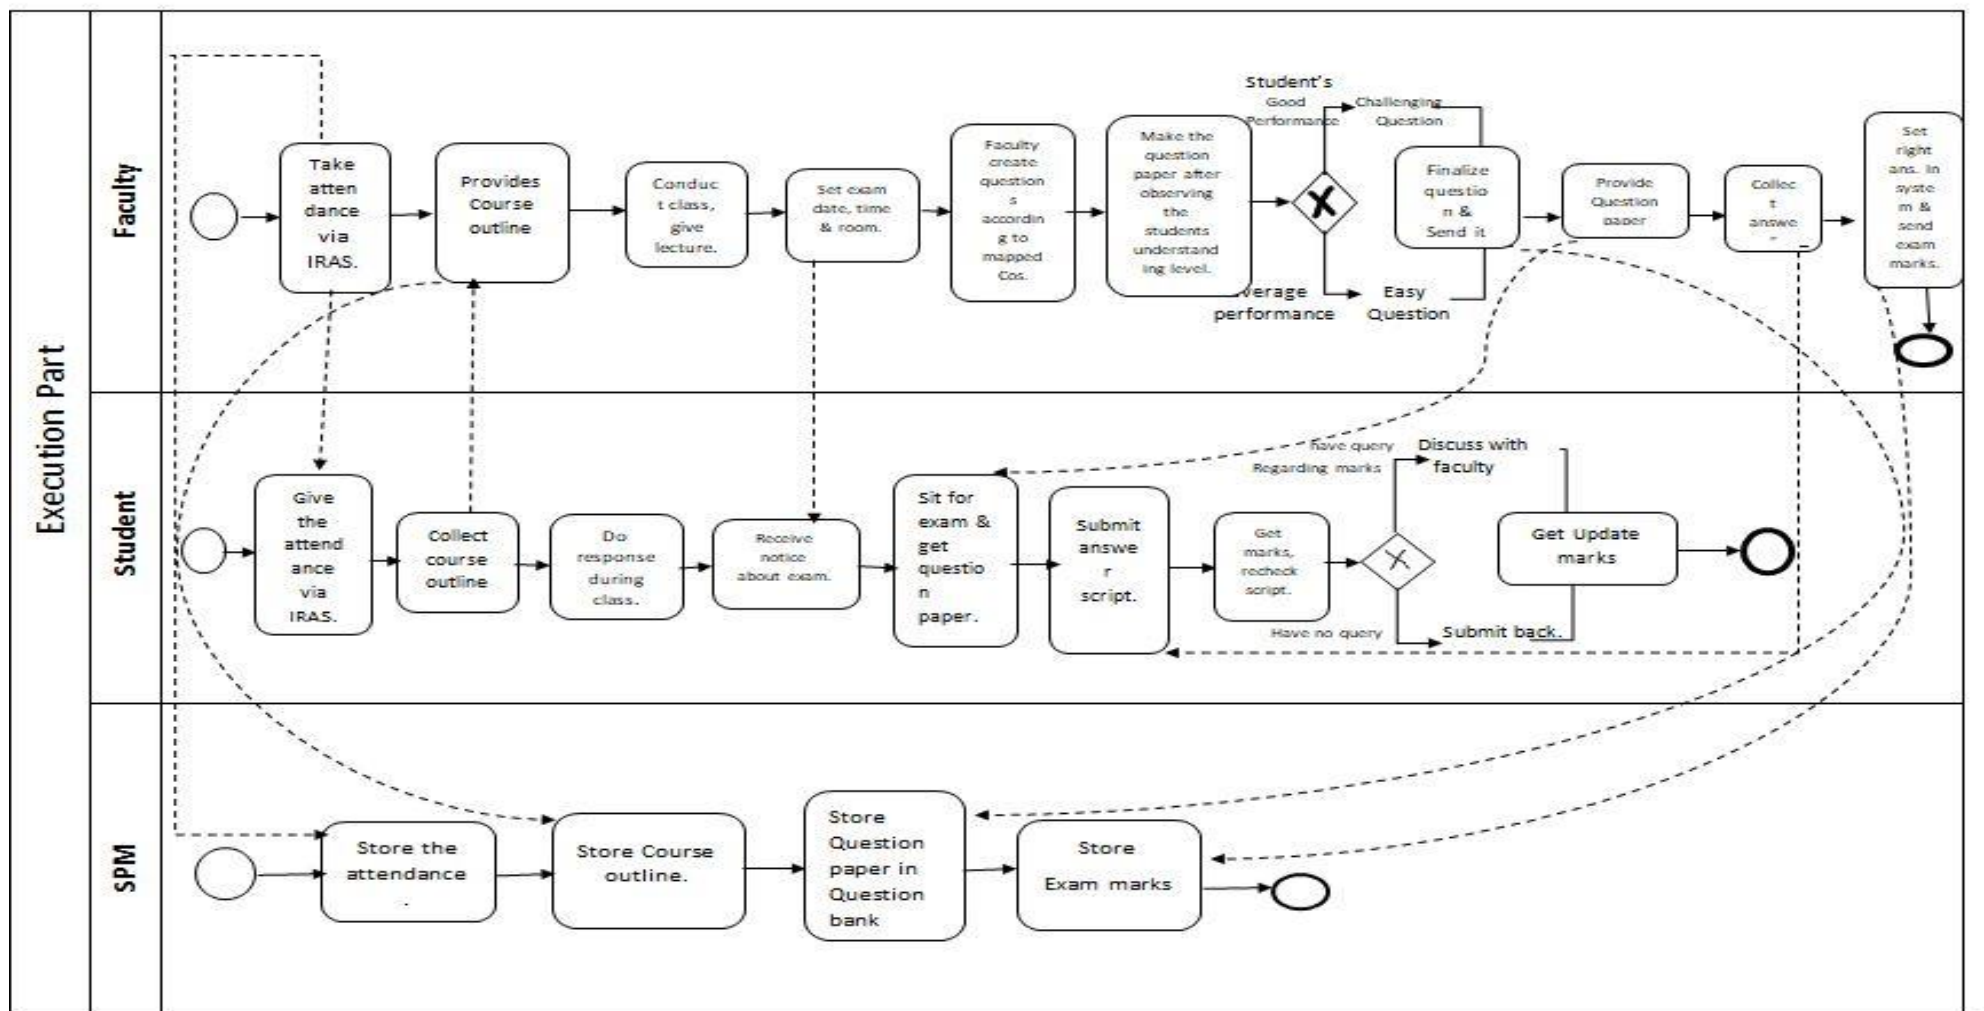 Execution Part
Faculty
Take
atten
dance
via
IRAS.
Provides
Course
outline
Conduc
t class,
give
lecture.
Set exam
date, time
& room.
Faculty
create
question
s
accordin
g to
mapped
Cos.
Make the
question
paper after
observing
the
students
understand
ing level.
Student's
Good
Performance
Challenging
Question
verage
performance
Easy
Question
Finalize
questio
n &
Send it
Provide
Question
paper
Collec
t
answe
Set
right
ans. In
syste
m &
send
exam
marks.
Student
Give
the
attend
ance
via
IRAS.
Collect
course
outline
Do
response
during
class.
Receive
notice
about exam.
Sit for
exam &
get
questio
n
paper.
Submit
answe
r
script.
Get
marks,
recheck
script.
have query
Regarding marks
Discuss with
faculty
Have no query
Submit back.
Get Update
marks
SPM
Store the
attendance
.
Store Course
outline.
Store
Question
paper in
Question
bank
Store
Exam marks